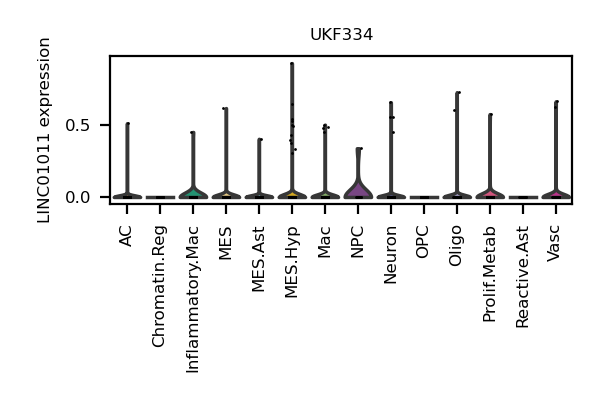 UKF334
LINC01011 expression
0.5
0.0
AC
Chromatin.Reg
Inflammatory.Mac
MES
MES.Ast
MES.Hyp
Mac
NPC
Neuron
OPC
Oligo
Prolif.Metab
Reactive.Ast
Vasc